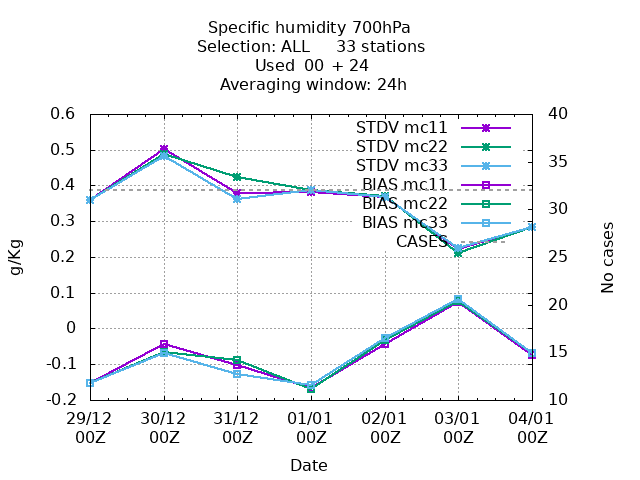 Specific humidity 700hPa
Selection: ALL     33 stations
Used  00  + 24
Averaging window: 24h
0.6
0.5
0.4
0.3
0.2
0.1
0
-0.1
-0.2
g/Kg
40
35
30
25
20
15
10
No cases
STDV mc11
STDV mc22
STDV mc33
BIAS mc11
BIAS mc22
BIAS mc33
CASES
29/12 30/12 31/12 01/01 02/01 03/01 04/01
00Z 00Z 00Z 00Z 00Z 00Z 00Z
Date